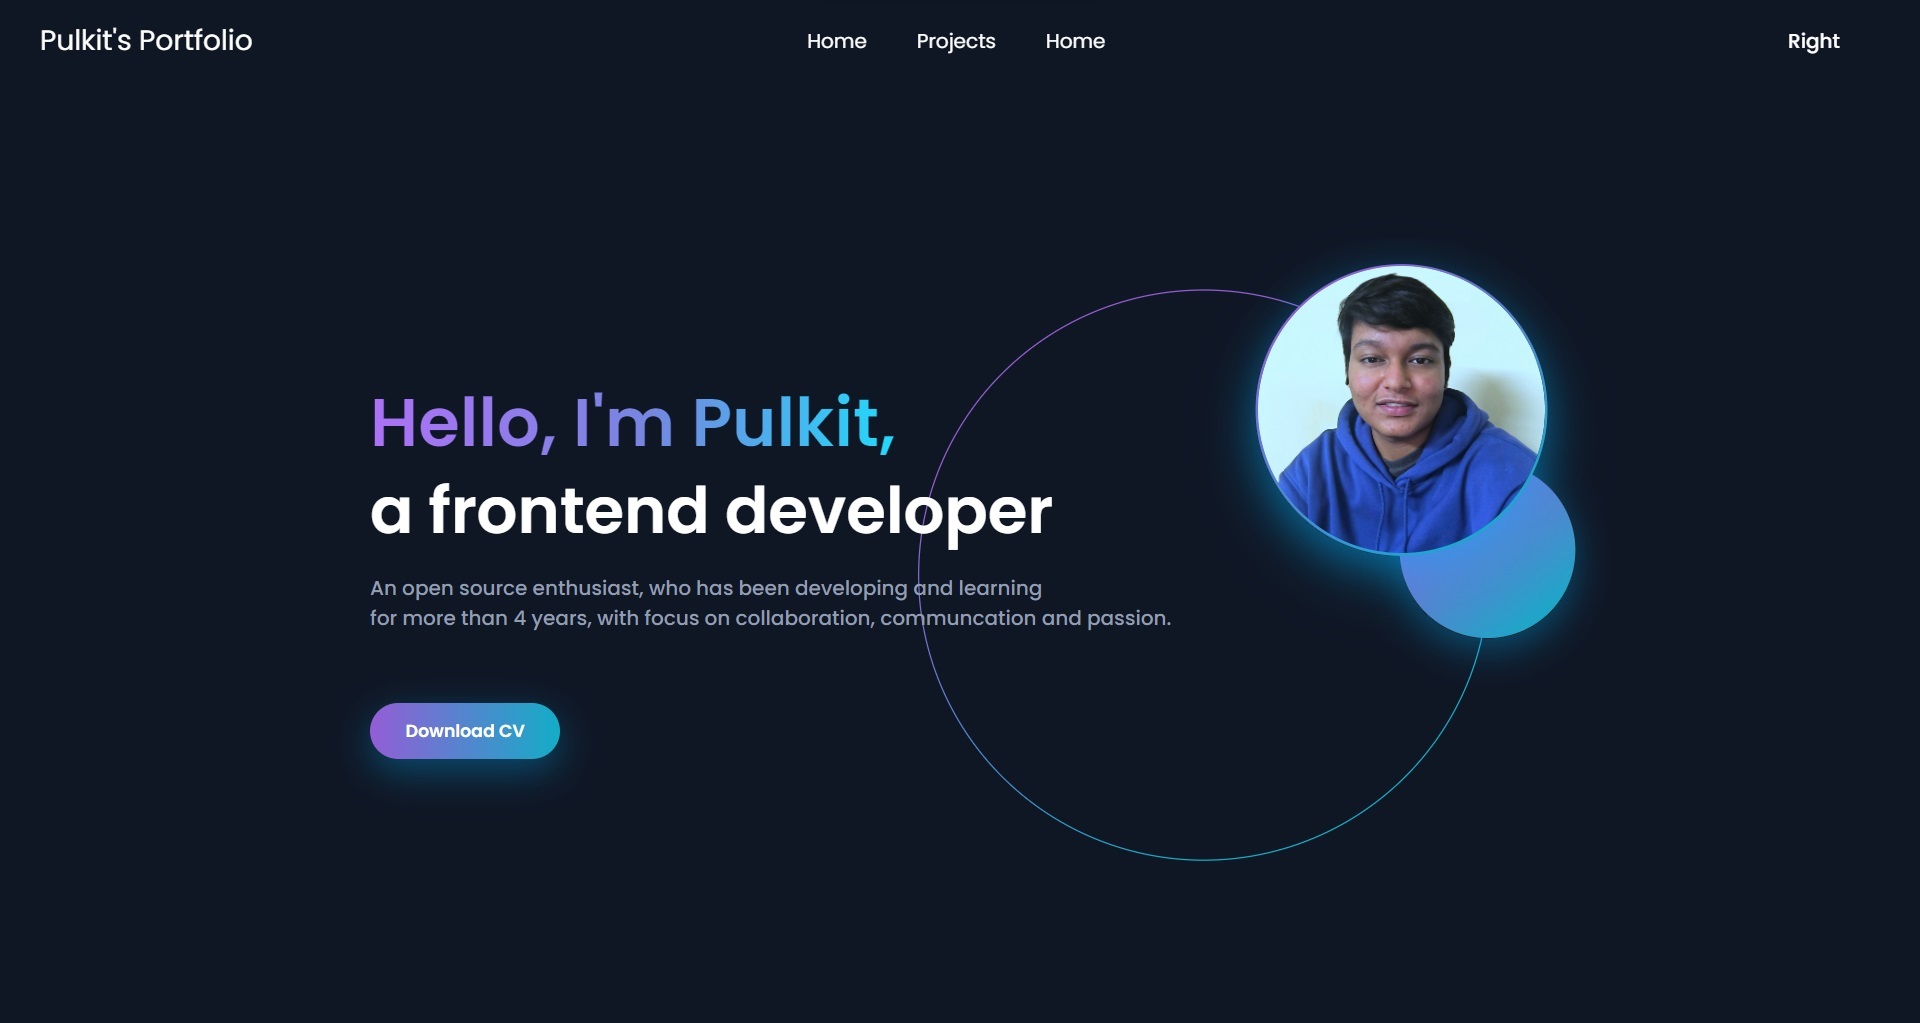 Pulkit's Portfolio
Home Projects Home
Right
Hello, I'm Pulkit,
a frontend developer
An open source enthusiast, who has been developing and learning
for more than 4 years, with focus on collaboration, communcation and passion.
Download CV